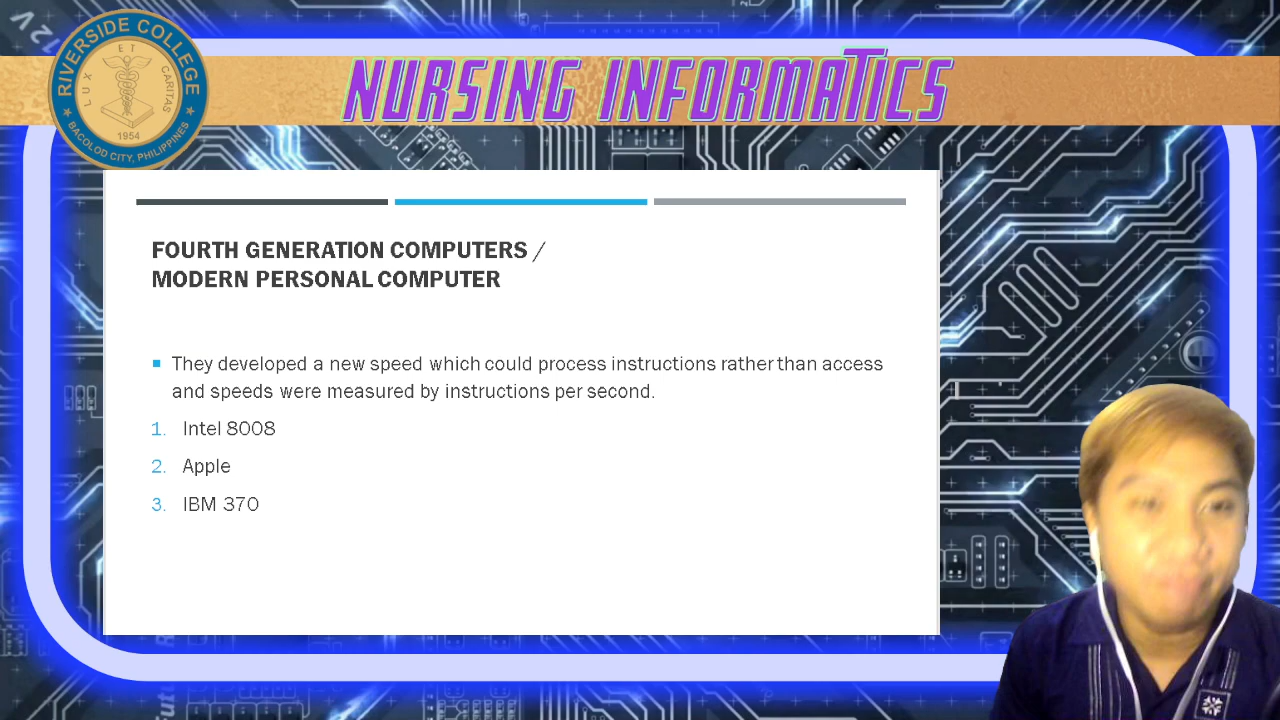 12V
RIVERSIDE COLLEGE
ET
LUX
CARITAS
1954
BACOLOD CITY, PHILIPPINES
NURSING INFORMATICS
FOURTH GENERATION COMPUTERS /
MODERN PERSONAL COMPUTER
They developed a new speed which could process instructions rather than access
and speeds were measured by instructions per second.
1. Intel 8008
2. Apple
3. IBM 370